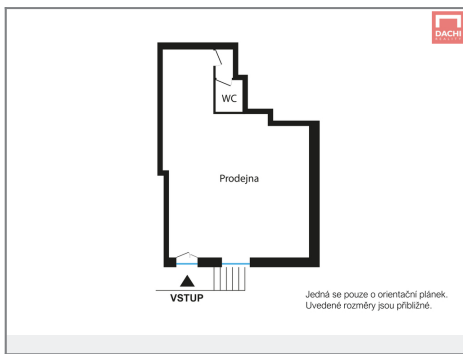 DACHI
REALITY
WC
Prodejna
VSTUP
Jedná se pouze o orientační plánek.
Uvedené rozměry jsou přibližné.